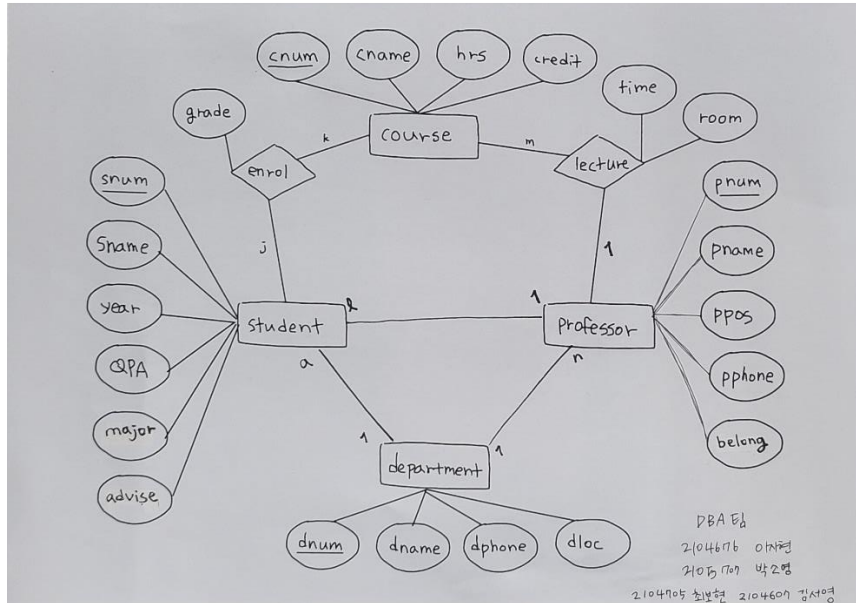 cnum
cname
hrs
credit
grade
time
room
k
course
m
enrol
lecture
snum
pnum
Sname
j
1
pname
year
student
l
1
professor
ppos
QPA
a
n
pphone
major
1
1
belong
department
advise
dnum
dname
dphone
dloc
DBA팀
2104676 이지현
박소영
2104705 최보현 2104607 김서영